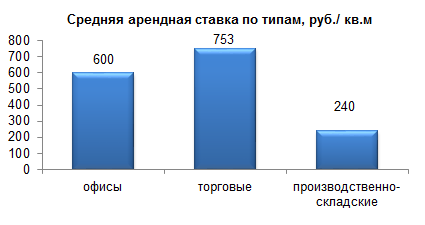 Средняя арендная ставка по типам, руб./ кв.м
800
700
600
500
400
300
200
100
0
600
753
240
офисы
торговые
производственно-
складские